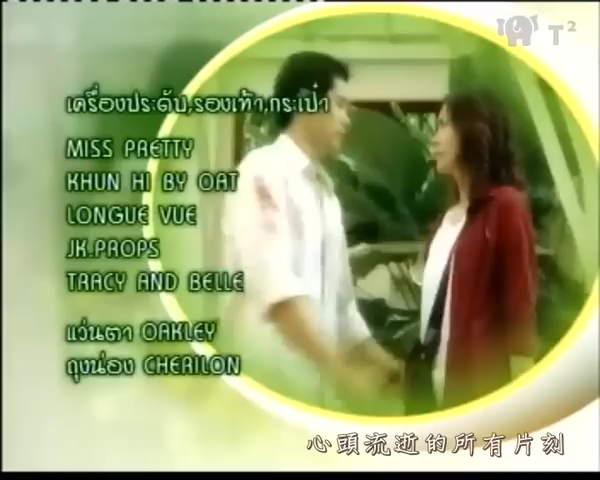 T²
เครื่องประดับ,รองเท้า,กระเป๋า
MISS PRETTY
KHUN HI BY OAT
LONGUE VUE
JK.PROPS
TRACY AND BELLE
แว่นตา OAKLEY
ถุงน่อง CHERILON
心頭流逝的所有片刻